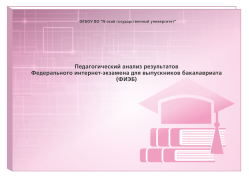 ФГБОУ ВО "N-ский государственный университет"
Педагогический анализ результатов
Федерального интернет-экзамена для выпускников бакалавриата
(ФИЭБ)